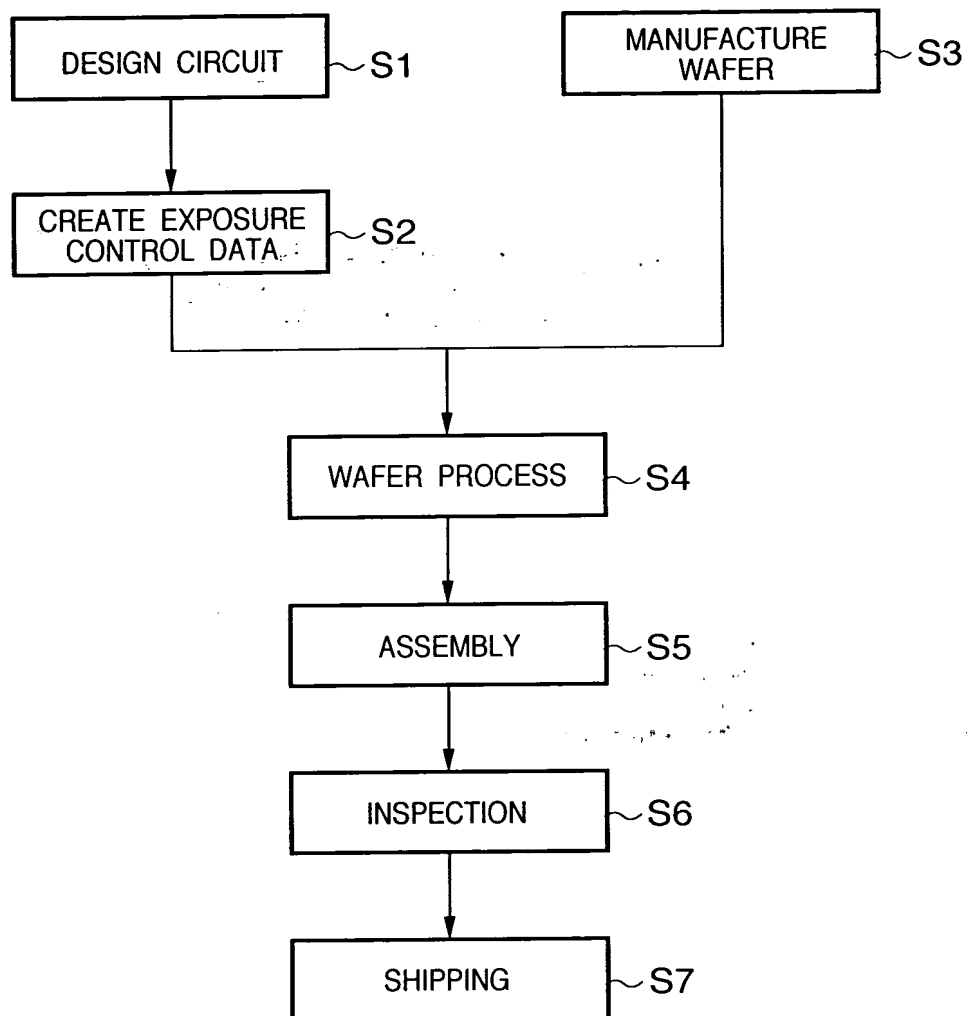 DESIGN CIRCUIT
S1
MANUFACTURE
WAFER
S3
CREATE EXPOSURE
CONTROL DATA
S2
WAFER PROCESS
S4
ASSEMBLY
S5
INSPECTION
S6
SHIPPING
S7